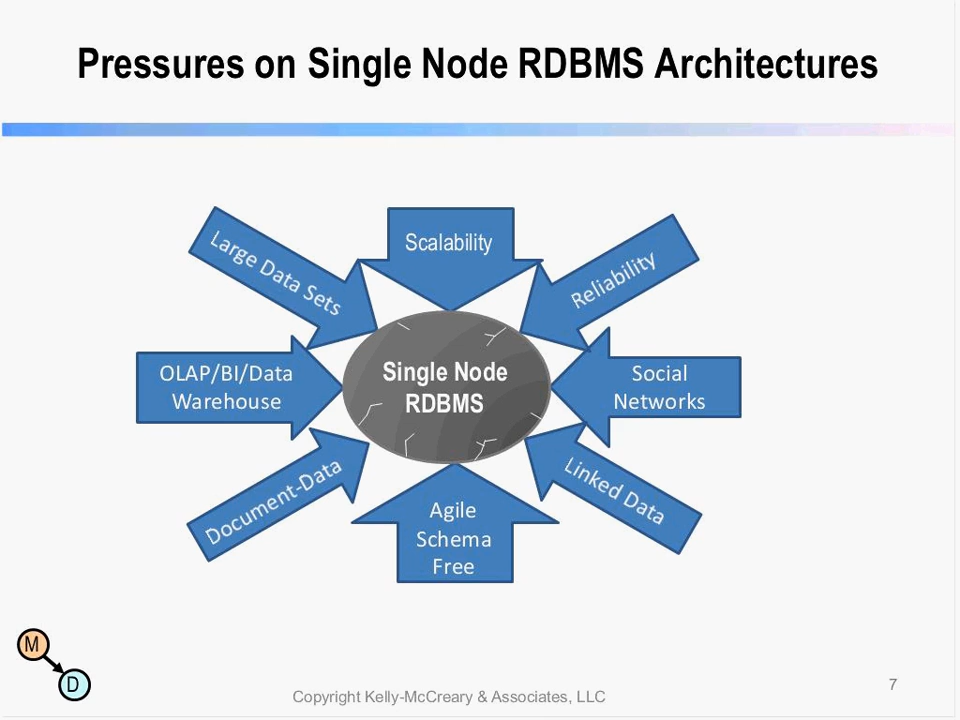 Pressures on Single Node RDBMS Architectures
Large Data Sets
Scalability
Reliability
OLAP/BI/Data
Warehouse
Single Node
RDBMS
Social
Networks
Document-Data
Agile
Schema
Free
Linked Data
M
D
Copyright Kelly-McCreary & Associates, LLC
7